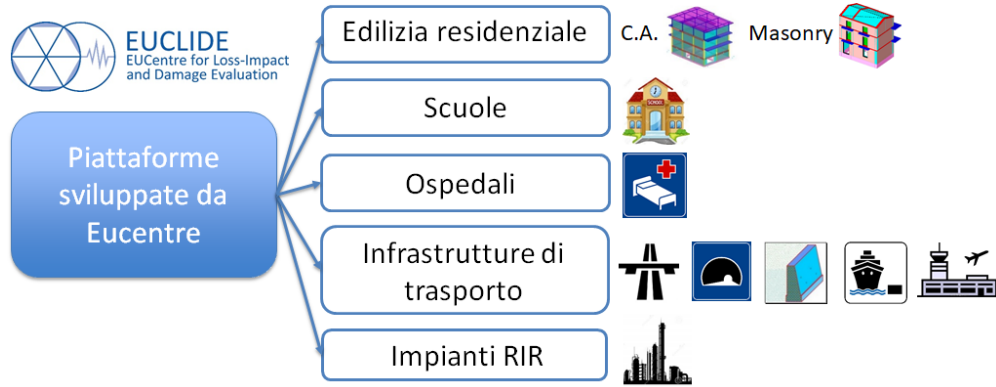 EUCLIDE
EUCentre for Loss-Impact
and Damage Evaluation
Piattaforme
sviluppate da
Eucentre
Edilizia residenziale
C.A.
Masonry
Scuole
SCHOOL
Ospedali
Infrastrutture di
trasporto
Impianti RIR